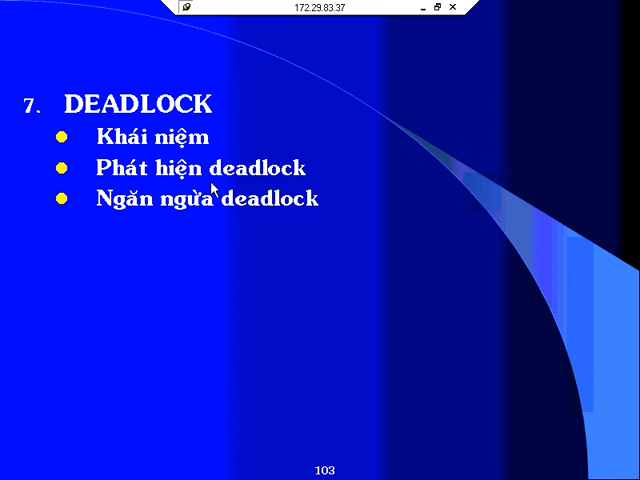 172.29.83.37
7. DEADLOCK
Khái niệm
Phát hiện deadlock
Ngăn ngừa deadlock
103